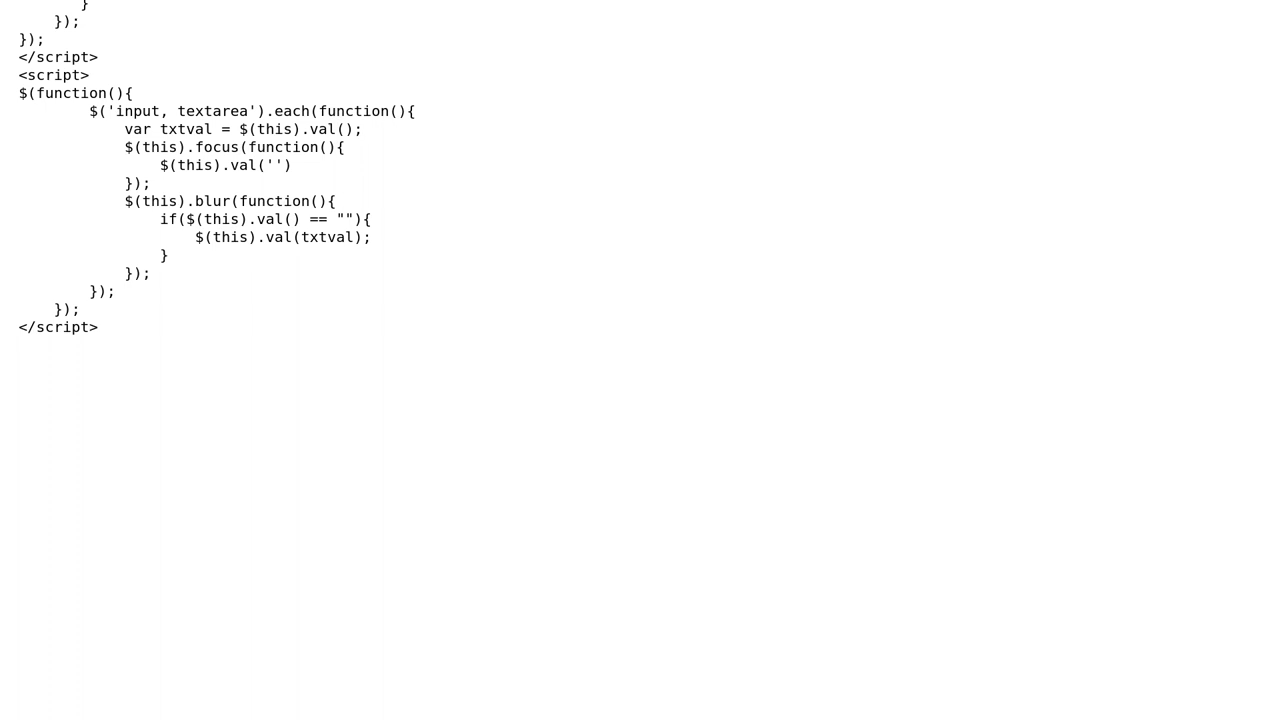 }
    });
});
</script>
<script>
$(function(){
        $('input, textarea').each(function(){
            var txtval = $(this).val();
            $(this).focus(function(){
                $(this).val('')
            });
            $(this).blur(function(){
                if($(this).val() == ""){
                    $(this).val(txtval);
                }
            });
        });
    });
</script>